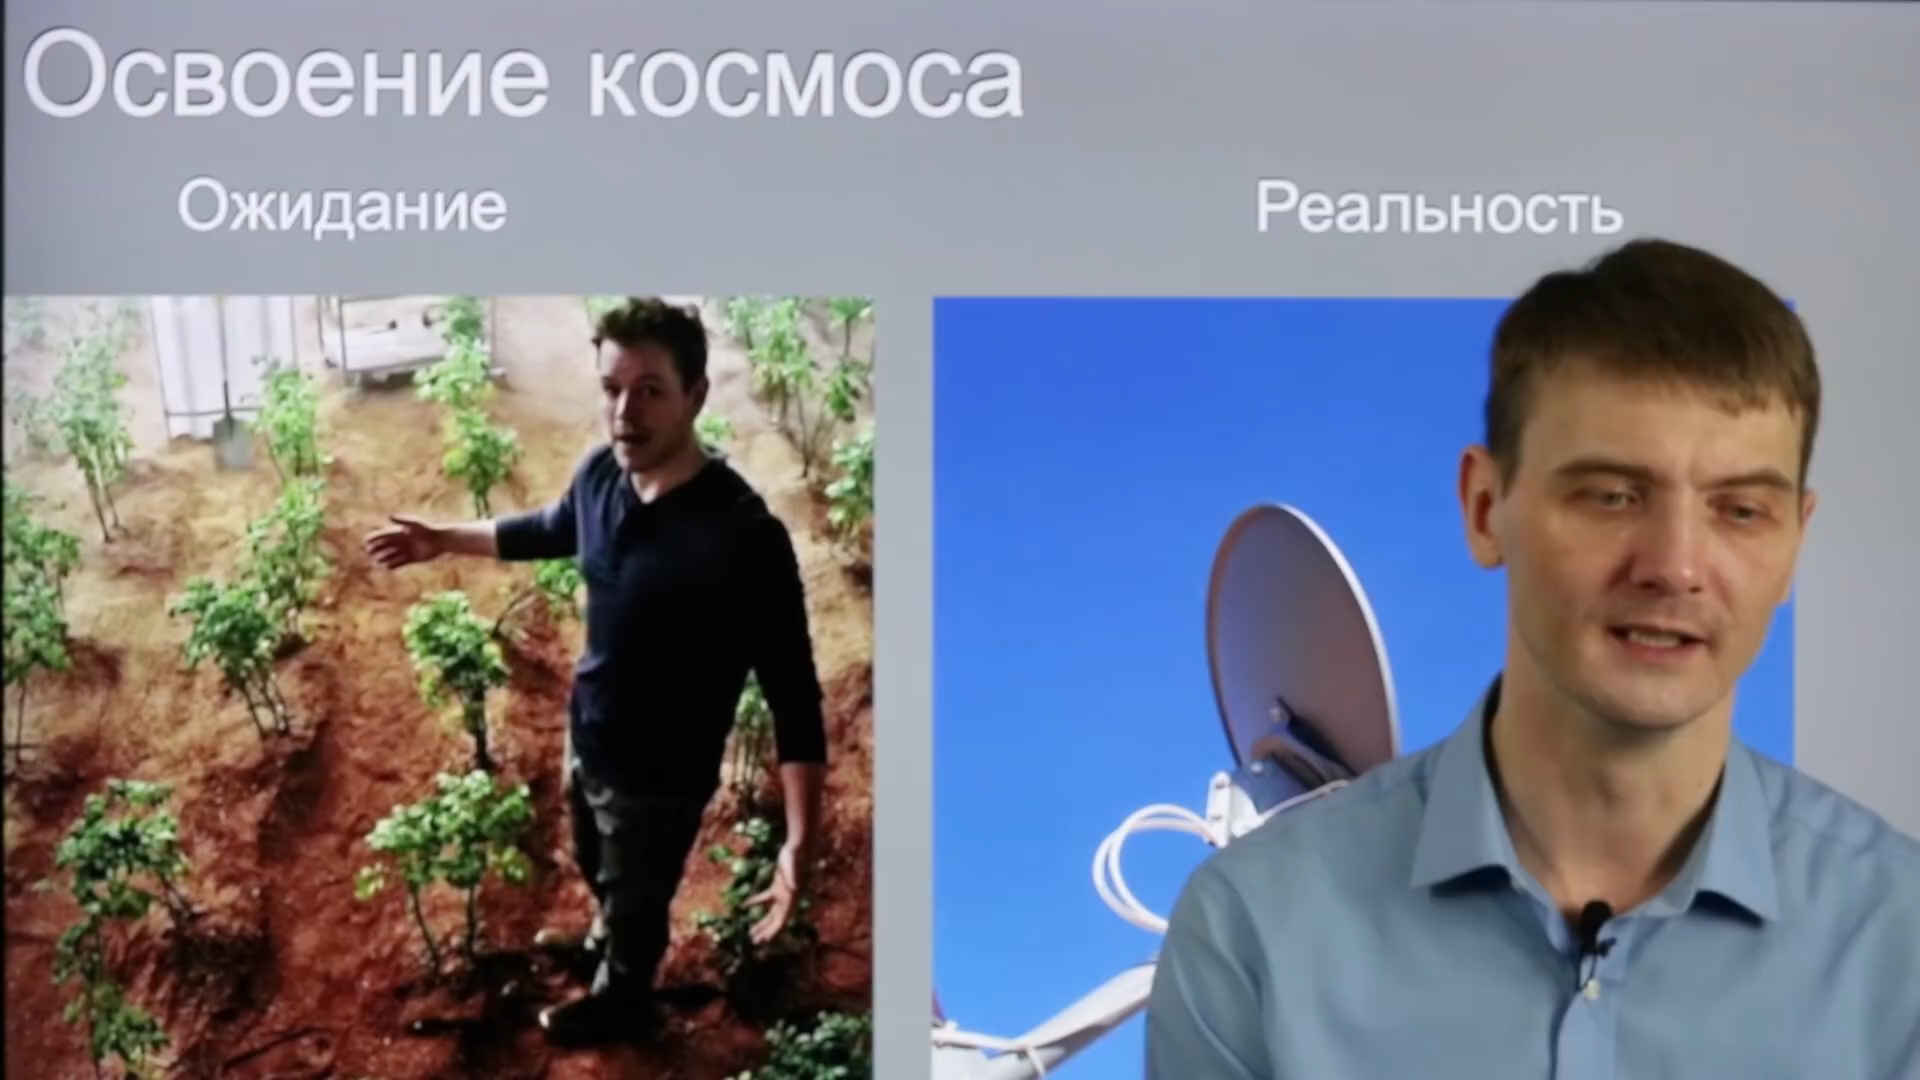 Освоение космоса
Ожидание
Реальность